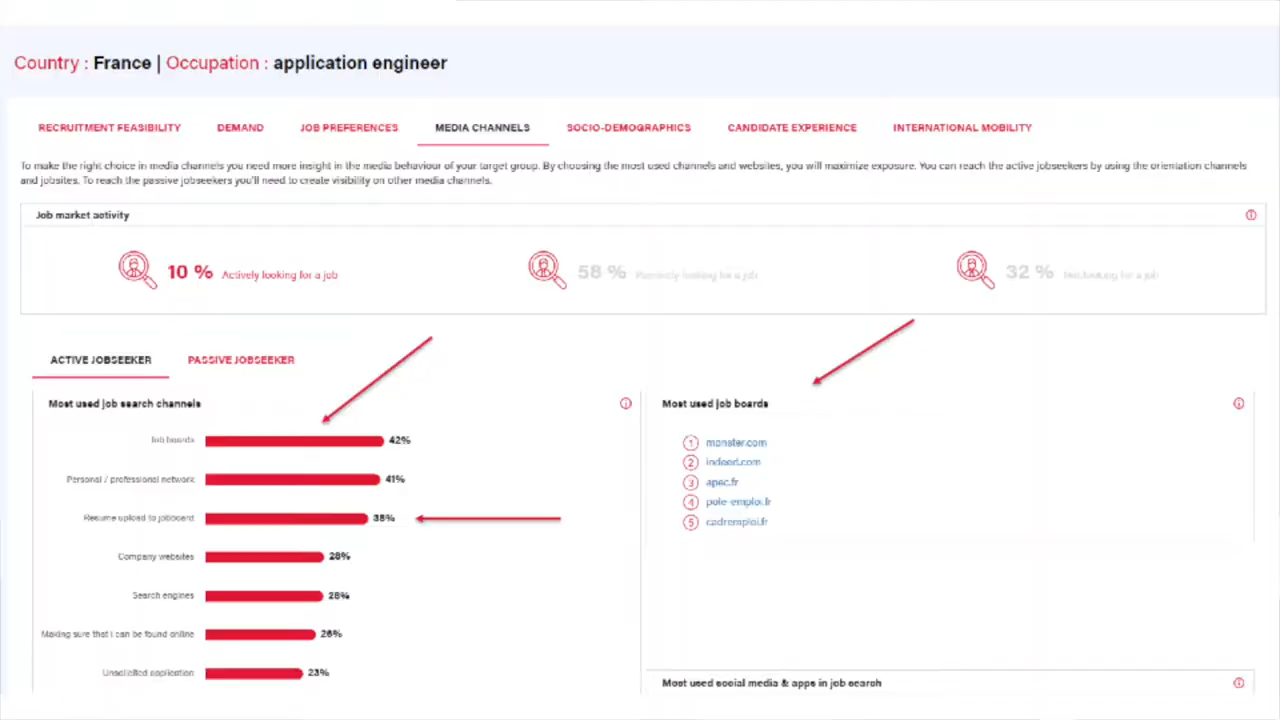 Country : France | Occupation : application engineer
RECRUITMENT FEASIBILITY DEMAND JOB PREFERENCES MEDIA CHANNELS SOCIO-DEMOGRAPHICS CANDIDATE EXPERIENCE INTERNATIONAL MOBILITY
To make the right choice in media channels you need more insight in the media behaviour of your target group. By choosing the most used channels and websites, you will maximize exposure. You can reach the active jobseekers by using the orientation channels
and jobsites. To reach the passive jobseekers you'll need to create visibility on other media channels.
Job market activity
10 % Actively looking for a job
58 % looking for a job
32 % Not looking for a job
ACTIVE JOBSEEKER PASSIVE JOBSEEKER
Most used job search channels
Job boards 42%
Personal / professional network 41%
Resume upload to jobboard 38%
Company websites 28%
Search engines 28%
Making sure that I can be found online 26%
Unsolicited application 23%
Most used job boards
1 monster.com
2 indeed.com
3 apec.fr
4 pole-emploi.fr
5 cadremploi.fr
Most used social media & apps in job search